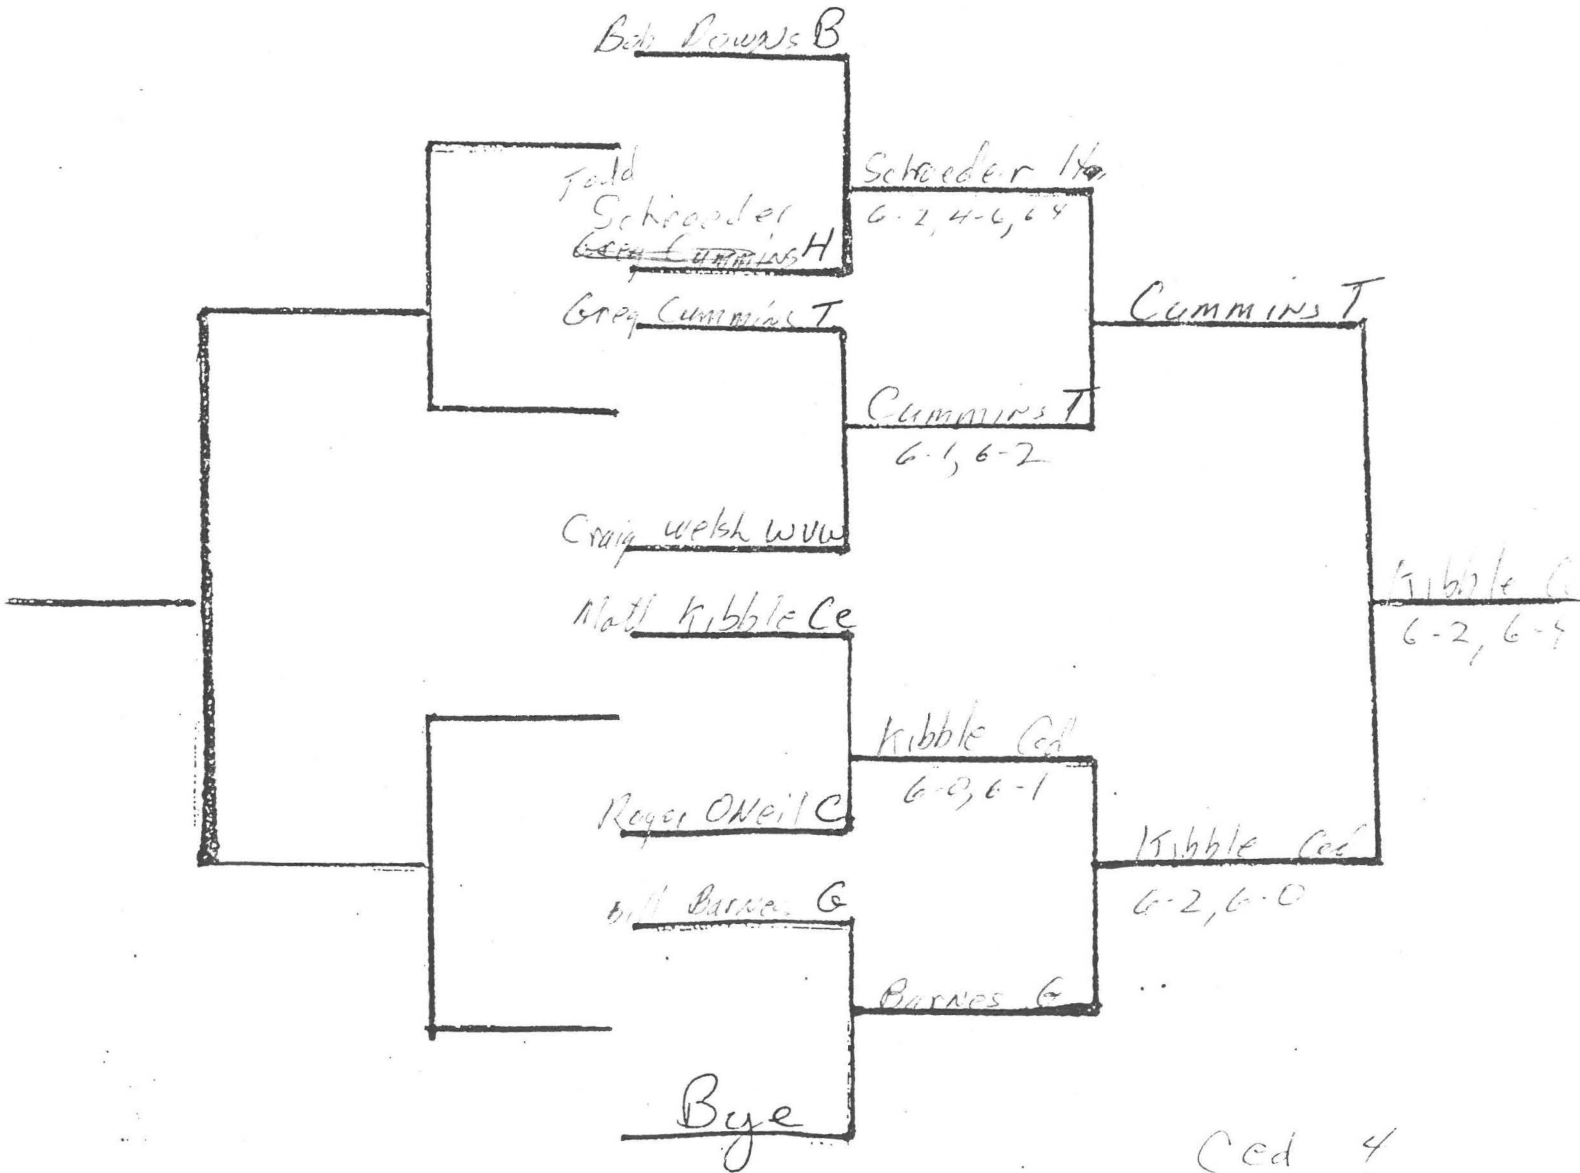 Bob Downs B
Todd
Schroeder
Greg Cummins H
Greg Cummins T
Craig Welsh WVW
Matt Kibble Ce
Roger ONeil C
Bill Barnes G
Bye
Schroeder
6-2, 4-6, 6 4
Cummins T
6-1, 6-2
Kibble Ced
6-0, 6-1
Barnes G
Cummins T
Kibble Ced
6-2, 6-0
Kibble
6-2, 6-4
Ced 4